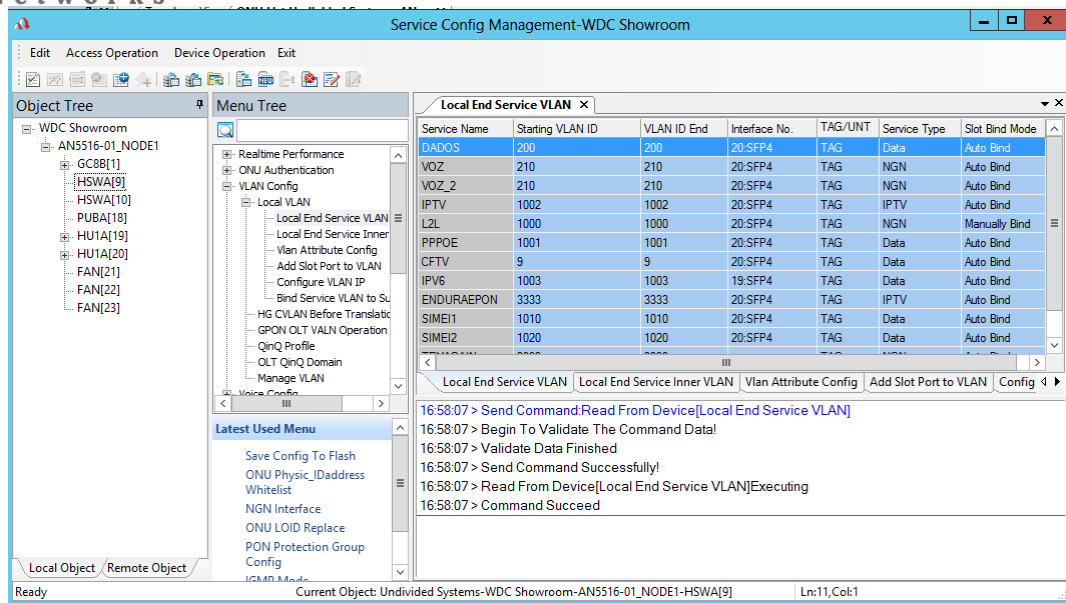 Service Config Management-WDC Showroom
Edit Access Operation Device Operation Exit
Object Tree
WDC Showroom
AN5516-01_NODE1
GC8B[1]
HSWA[9]
HSWA[10]
PUBA[18]
HU1A[19]
HU1A[20]
FAN[21]
FAN[22]
FAN[23]
Local Object Remote Object
Menu Tree
Realtime Performance
ONU Authentication
VLAN Config
Local VLAN
Local End Service VLAN
Local End Service Inner
Vlan Attribute Config
Add Slot Port to VLAN
Configure VLAN IP
Bind Service VLAN to Su
HG CVLAN Before Translatio
GPON OLT VALN Operation
QinQ Profile
OLT QinQ Domain
Manage VLAN
Voice Config
Latest Used Menu
Save Config To Flash
ONU Physic_IDaddress
Whitelist
NGN Interface
ONU LOID Replace
PON Protection Group
Config
IGMP Mode
Local End Service VLAN
Service Name Starting VLAN ID VLAN ID End Interface No. TAG/UNT Service Type Slot Bind Mode
DADOS 200 200 20:SFP4 TAG Data Auto Bind
VOZ 210 210 20:SFP4 TAG NGN Auto Bind
VOZ_2 210 210 20:SFP4 TAG NGN Auto Bind
IPTV 1002 1002 20:SFP4 TAG IPTV Auto Bind
L2L 1000 1000 20:SFP4 TAG NGN Manually Bind
PPPOE 1001 1001 20:SFP4 TAG Data Auto Bind
CFTV 9 9 20:SFP4 TAG Data Auto Bind
IPV6 1003 1003 19:SFP4 TAG Data Auto Bind
ENDURAEPON 3333 3333 20:SFP4 TAG IPTV Auto Bind
SIMEI1 1010 1010 20:SFP4 TAG Data Auto Bind
SIMEI2 1020 1020 20:SFP4 TAG Data Auto Bind
Local End Service VLAN Local End Service Inner VLAN Vlan Attribute Config Add Slot Port to VLAN Config
16:58:07 > Send Command:Read From Device[Local End Service VLAN]
16:58:07 > Begin To Validate The Command Data!
16:58:07 > Validate Data Finished
16:58:07 > Send Command Successfully!
16:58:07 > Read From Device[Local End Service VLAN]Executing
16:58:07 > Command Succeed
Ready Current Object: Undivided Systems-WDC Showroom-AN5516-01_NODE1-HSWA[9] Ln:11,Col:1